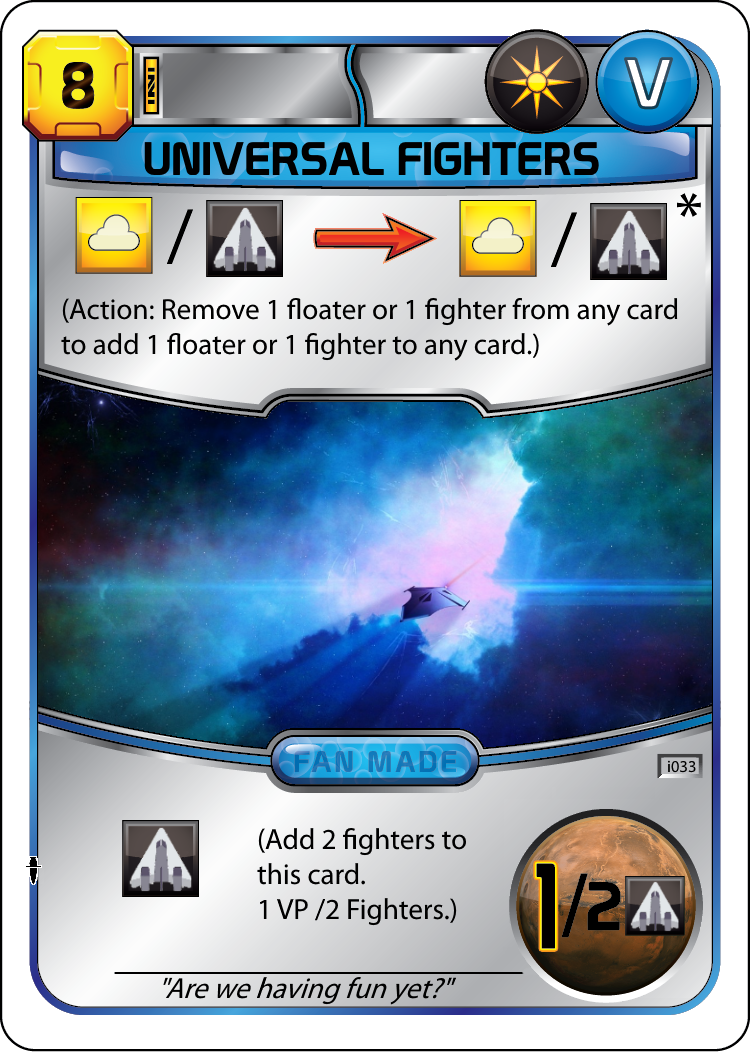 8
V
UNIVERSAL FIGHTERS
/ → / *
(Action: Remove 1 floater or 1 fighter from any card
to add 1 floater or 1 fighter to any card.)
FAN MADE
i033
(Add 2 fighters to
this card.
1 VP /2 Fighters.)
1/2
"Are we having fun yet?"